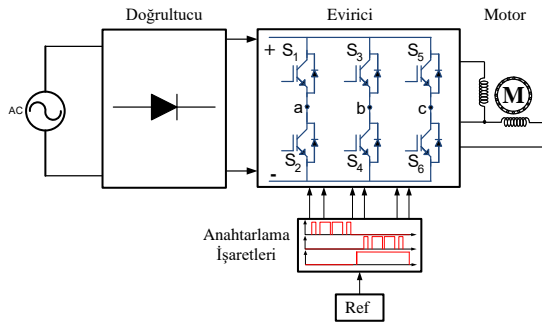 Doğrultucu
Evirici
Motor
AC
+
S1
S3
S5
a
b
c
M
S2
S4
S6
-
Anahtarlama
İşaretleri
Ref